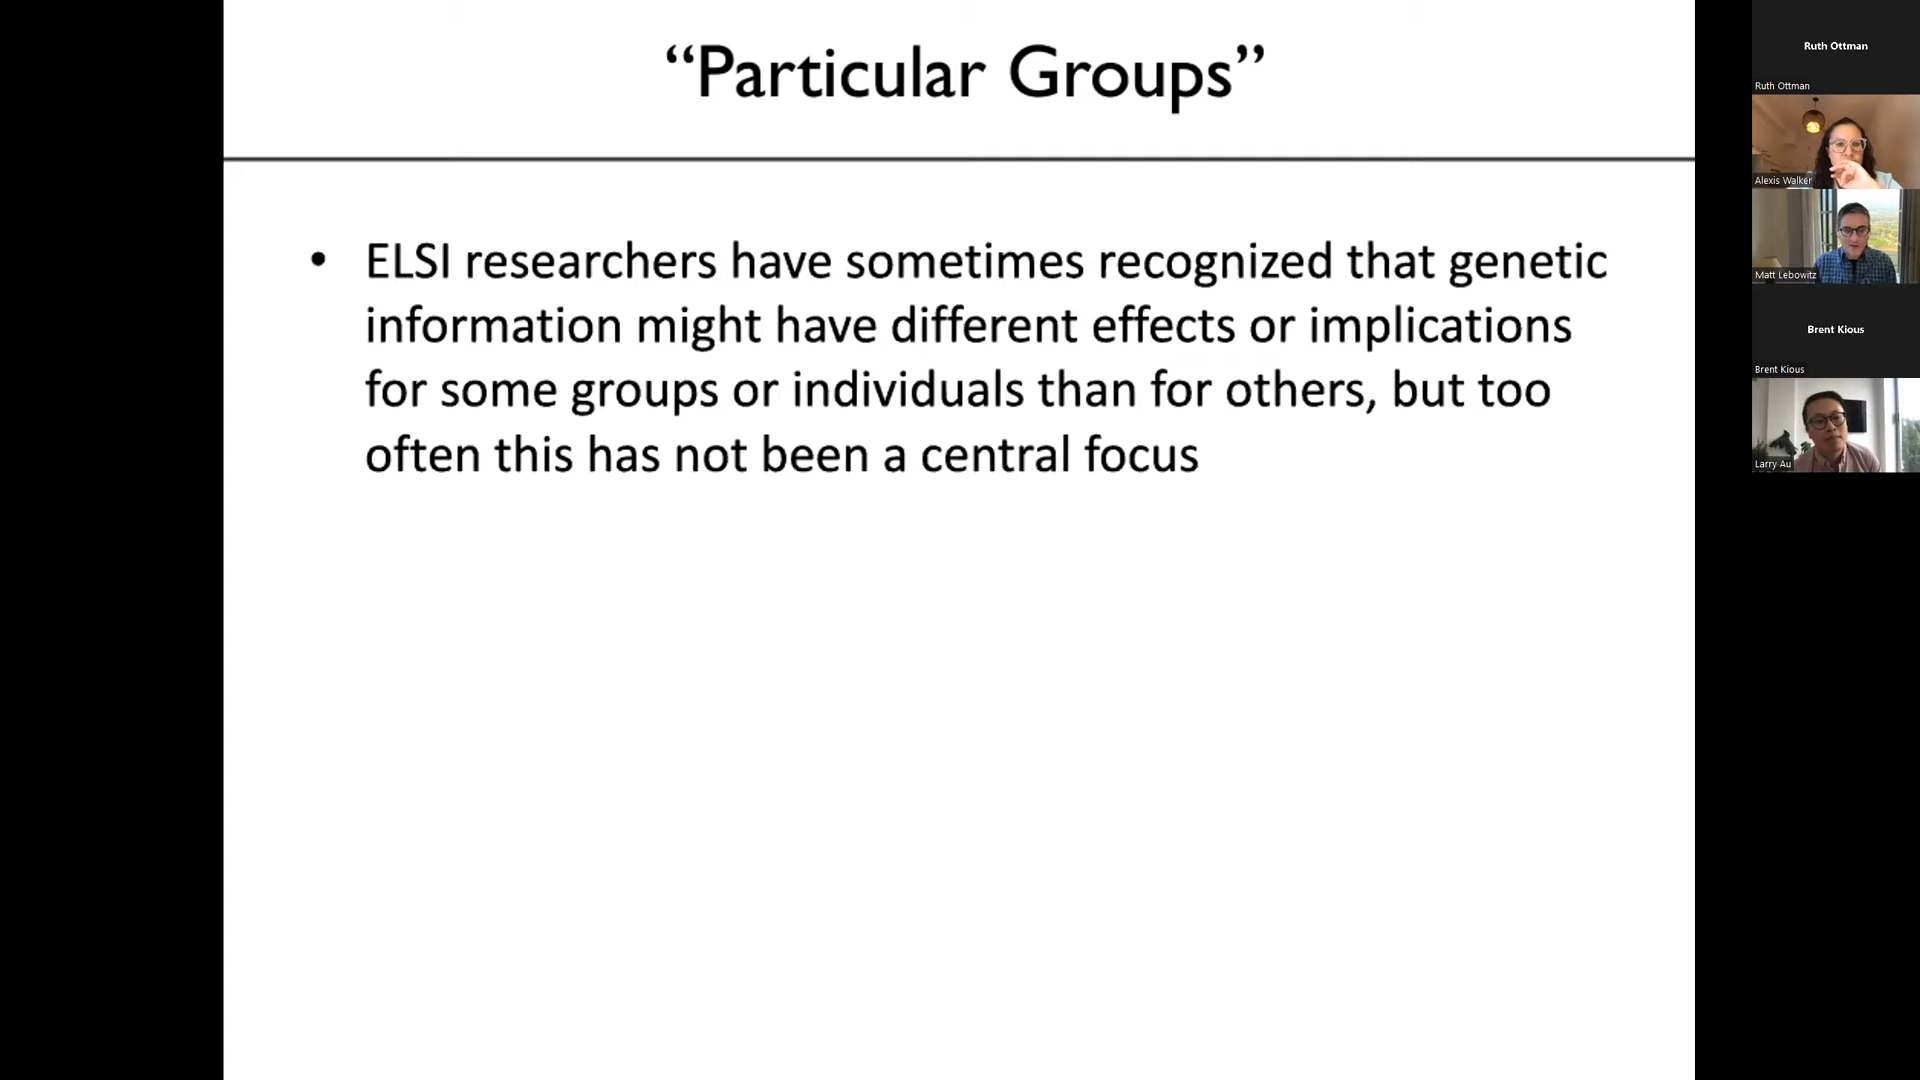 “Particular Groups”
• ELSI researchers have sometimes recognized that genetic
information might have different effects or implications
for some groups or individuals than for others, but too
often this has not been a central focus
Ruth Ottman
Ruth Ottman
Alexis Walker
Matt Lebowitz
Brent Kious
Brent Kious
Larry Au